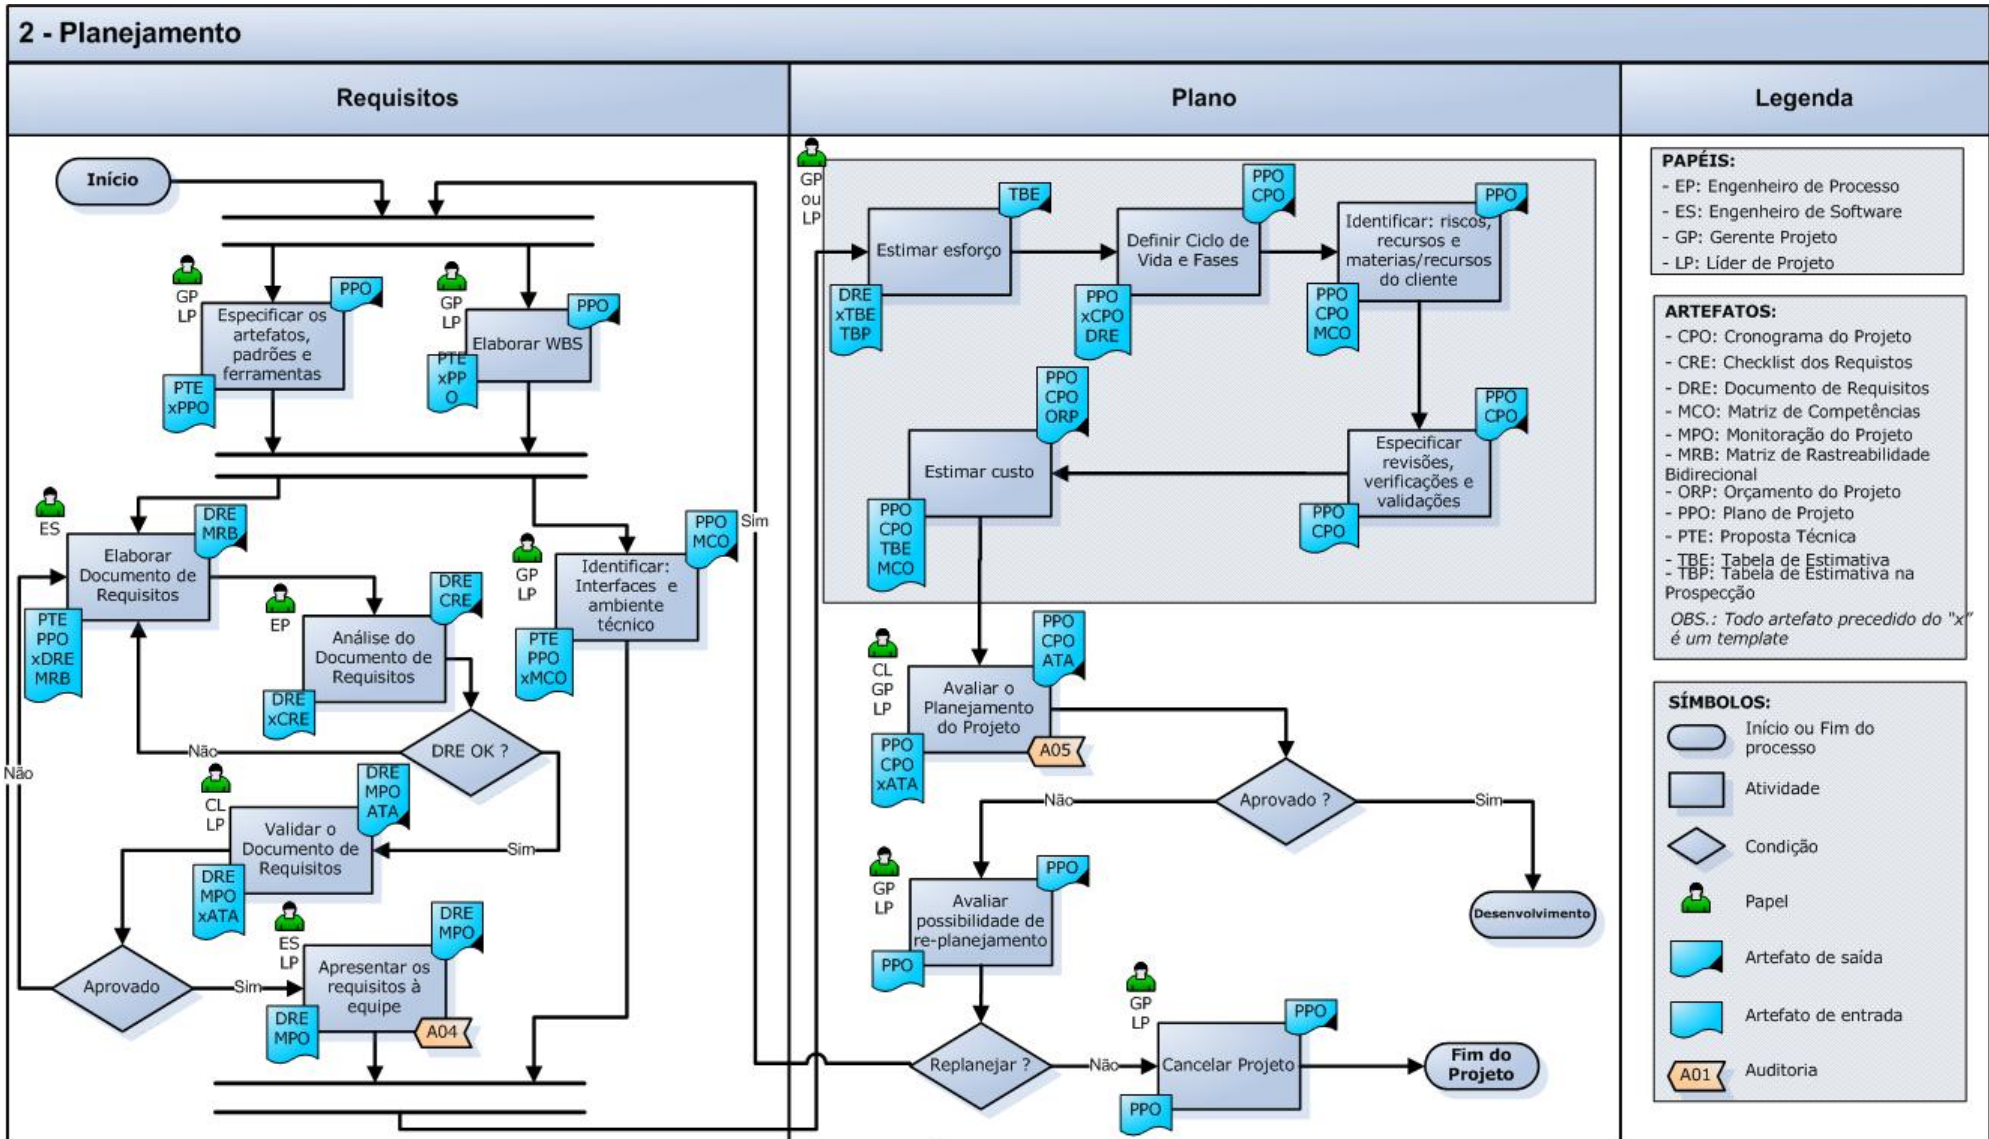 2 - Planejamento
Requisitos
Plano
Legenda
Início
GP
LP
PPO
Especificar os
artefatos,
padrões e
ferramentas
PTE
xPPO
GP
LP
PPO
Elaborar WBS
PTE
xPP
O
ES
DRE
MRB
Elaborar
Documento de
Requisitos
PTE
PPO
xDRE
MRB
EP
DRE
CRE
Análise do
Documento de
Requisitos
DRE
xCRE
GP
LP
PPO
MCO
Identificar:
Interfaces e
ambiente
técnico
PTE
PPO
xMCO
DRE OK ?
Não
Sim
Não
CL
LP
DRE
MPO
ATA
Validar o
Documento de
Requisitos
DRE
MPO
xATA
Aprovado
Sim
ES
LP
DRE
MPO
Apresentar os
requisitos à
equipe
DRE
MPO
A04
Sim
GP
ou
LP
TBE
Estimar esforço
DRE
xTBE
TBP
PPO
CPO
Definir Ciclo de
Vida e Fases
PPO
xCPO
DRE
PPO
Identificar: riscos,
recursos e
materias/recursos
do cliente
PPO
CPO
MCO
PPO
CPO
Especificar
revisões,
verificações e
validações
PPO
CPO
PPO
CPO
ORP
Estimar custo
PPO
CPO
TBE
MCO
CL
GP
LP
PPO
CPO
ATA
Avaliar o
Planejamento
do Projeto
PPO
CPO
xATA
A05
Aprovado ?
Não
Sim
Desenvolvimento
GP
LP
PPO
Avaliar
possibilidade de
re-planejamento
PPO
Replanejar ?
Não
GP
LP
PPO
Cancelar Projeto
PPO
Fim do
Projeto
PAPÉIS:
- EP: Engenheiro de Processo
- ES: Engenheiro de Software
- GP: Gerente Projeto
- LP: Líder de Projeto
ARTEFATOS:
- CPO: Cronograma do Projeto
- CRE: Checklist dos Requistos
- DRE: Documento de Requisitos
- MCO: Matriz de Competências
- MPO: Monitoração do Projeto
- MRB: Matriz de Rastreabilidade
Bidirecional
- ORP: Orçamento do Projeto
- PPO: Plano de Projeto
- PTE: Proposta Técnica
- TBE: Tabela de Estimativa
- TBP: Tabela de Estimativa na
Prospecção
OBS.: Todo artefato precedido do "x"
é um template
SÍMBOLOS:
Início ou Fim do
processo
Atividade
Condição
Papel
Artefato de saída
Artefato de entrada
A01
Auditoria